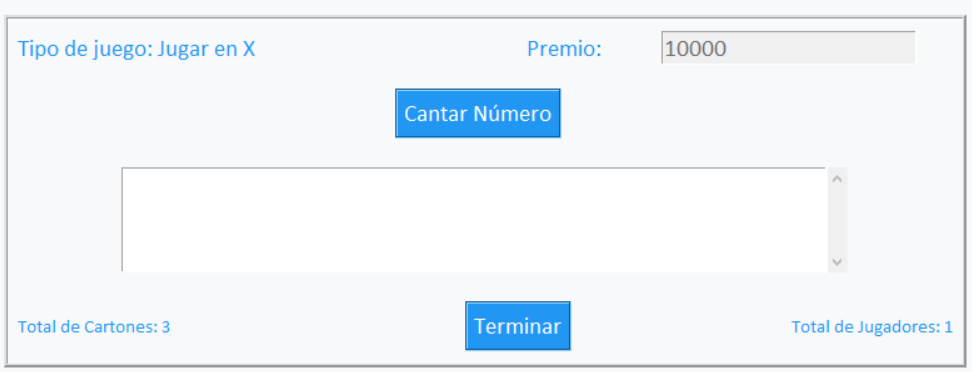 Tipo de juego: Jugar en X
Premio:
10000
Cantar Número
Total de Cartones: 3
Terminar
Total de Jugadores: 1